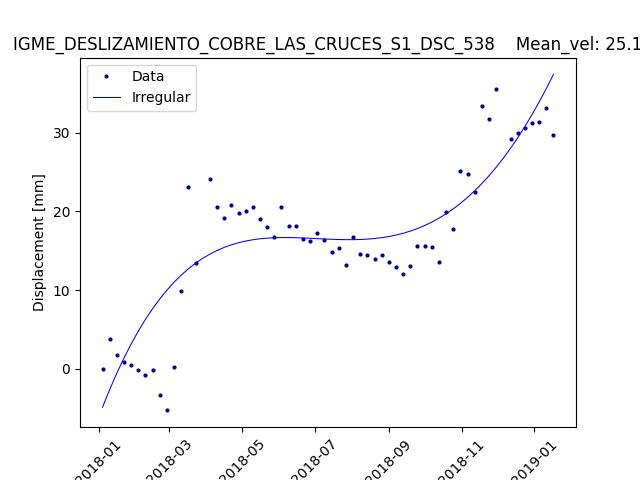 IGME_DESLIZAMIENTO_COBRE_LAS_CRUCES_S1_DSC_538 Mean_vel: 25.1
Data
Irregular
Displacement [mm]
30
20
10
0
2018-01
2018-03
2018-05
2018-07
2018-09
2018-11
2019-01